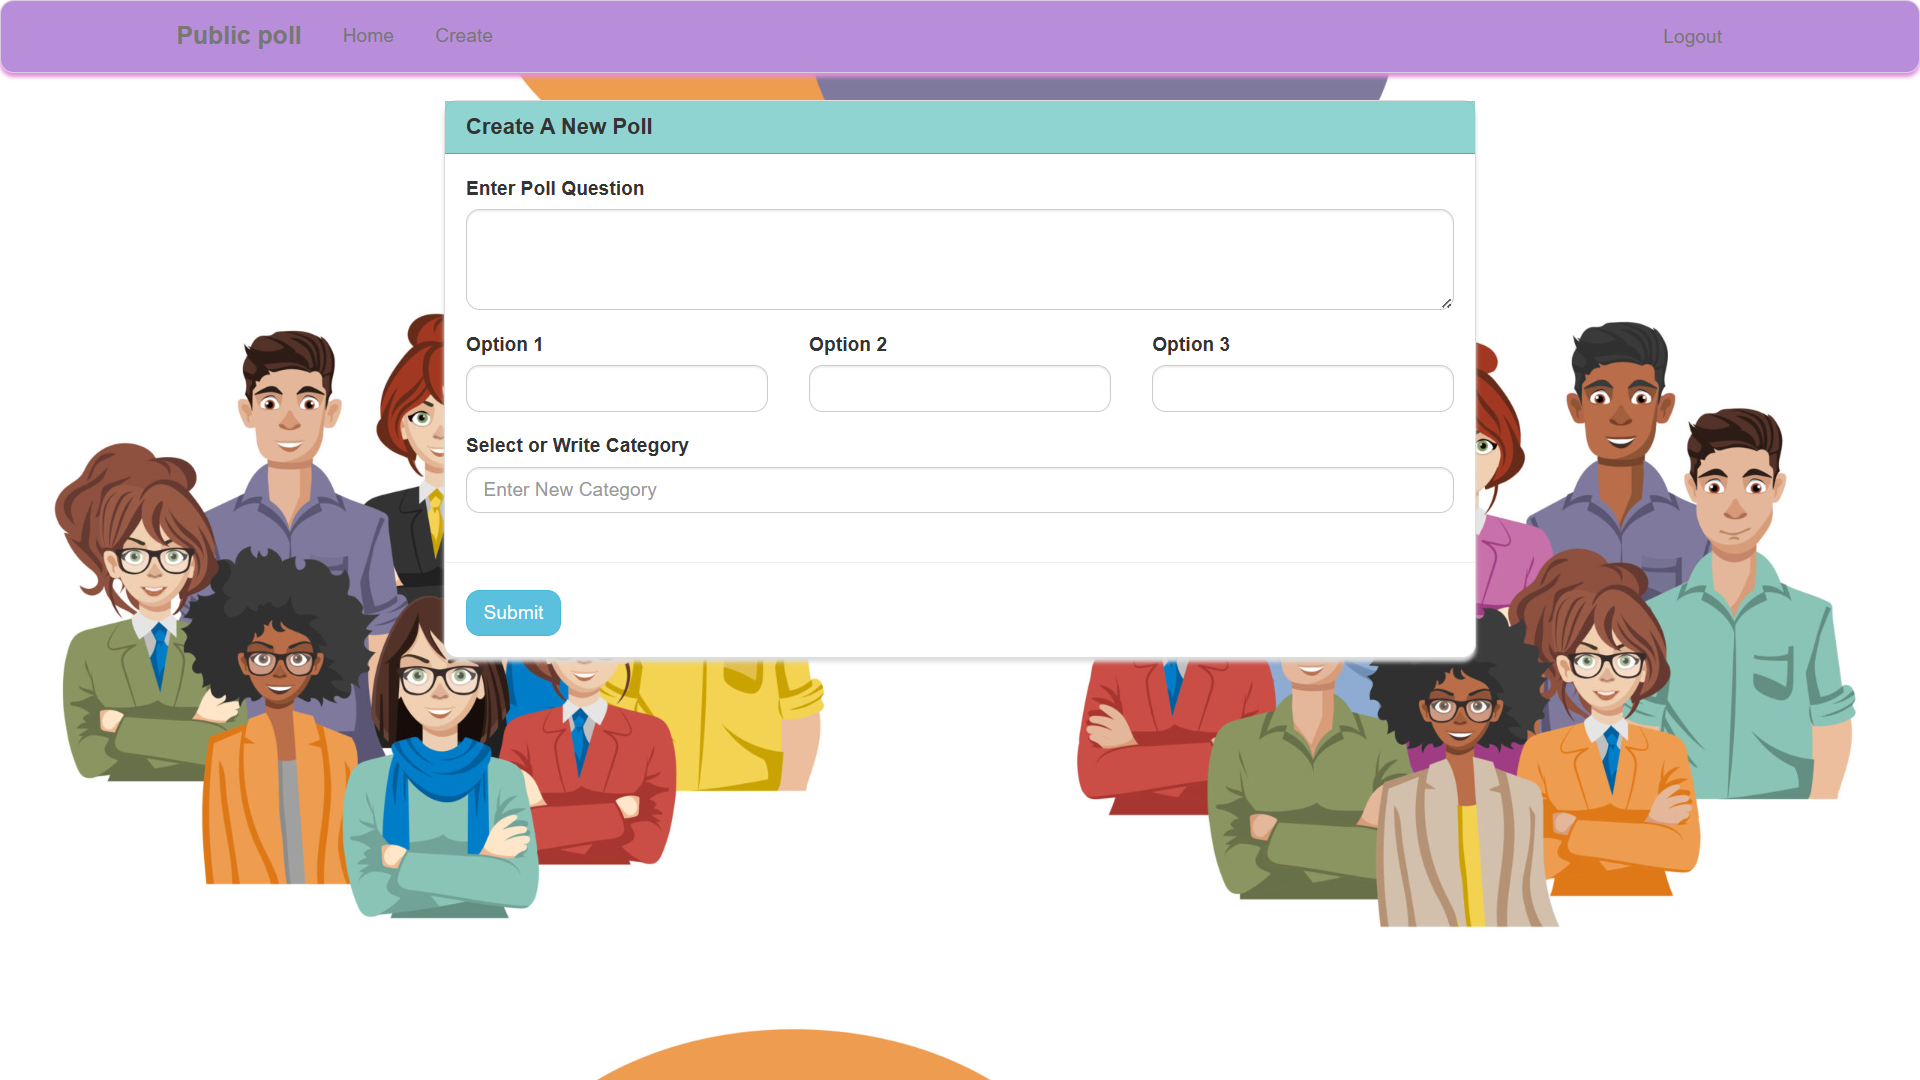 Public poll Home Create Logout
Create A New Poll
Enter Poll Question
Option 1 Option 2 Option 3
Select or Write Category
Enter New Category
Submit